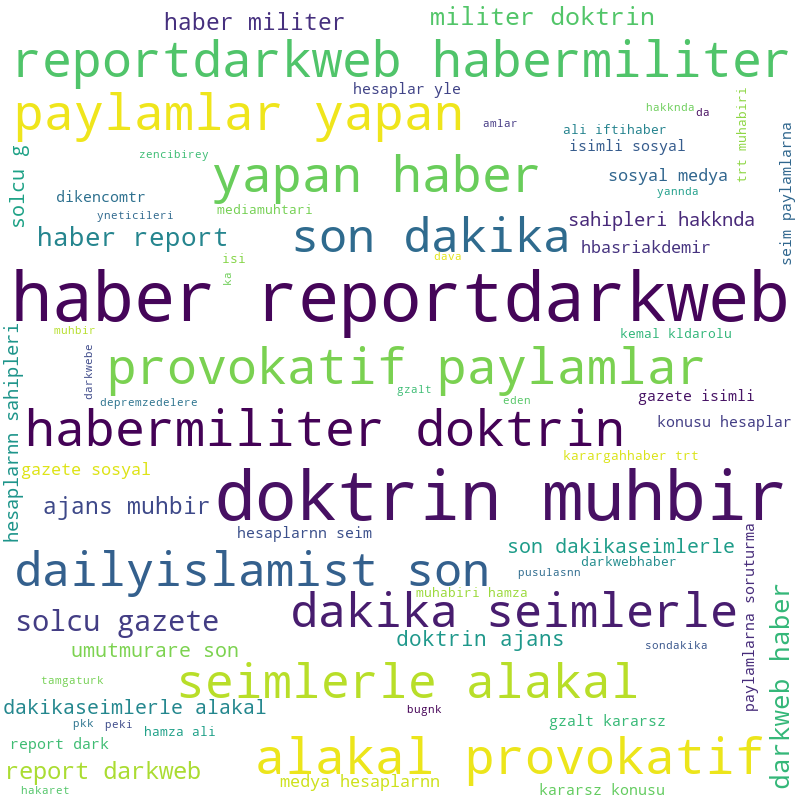 haber militer
militer doktrin
reportdarkweb habermiliter
hesaplar yle
paylamlar yapan
amlar
hakknda
da
trt muhabiri
ali iftihaber
isimli sosyal
seim paylamlarna
solcu g
zencibirey
yapan haber
sosyal medya
yannda
dikencomtr
yneticileri
mediamuhtari
haber report
son dakika
sahipleri hakknda
hbasriakdemir
dava
isi
ka
haber reportdarkweb
muhbir
kemal kldarolu
hesaplarnn sahipleri
darkwebe
provokatif paylamlar
gzalt
depremzedelere
eden
gazete isimli
habermiliter doktrin
konusu hesaplar
karargahhaber trt
gazete sosyal
doktrin muhbir
ajans muhbir
hesaplarnn seim
son dakikaseimlerle
darkwebhaber
pusulasnn
dailyislamist son
paylamlarna soruturma
muhabiri hamza
solcu gazete
dakika seimlerle
doktrin ajans
sondakika
umutmurare son
darkweb haber
tamgaturk
seimlerle alakal
dakikaseimlerle alakal
bugnk
pkk
peki
hamza ali
gzalt kararsz
report dark
alakal provokatif
report darkweb
medya hesaplarnn
hakaret
kararsz konusu